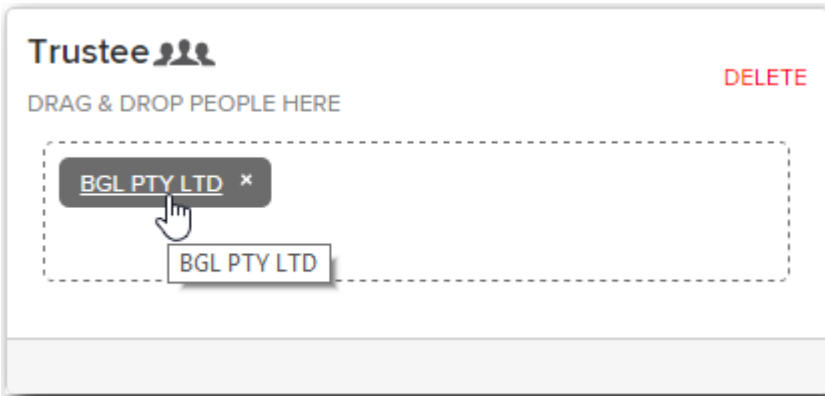 Trustee
DELETE
DRAG & DROP PEOPLE HERE
BGL PTY LTD ×
BGL PTY LTD